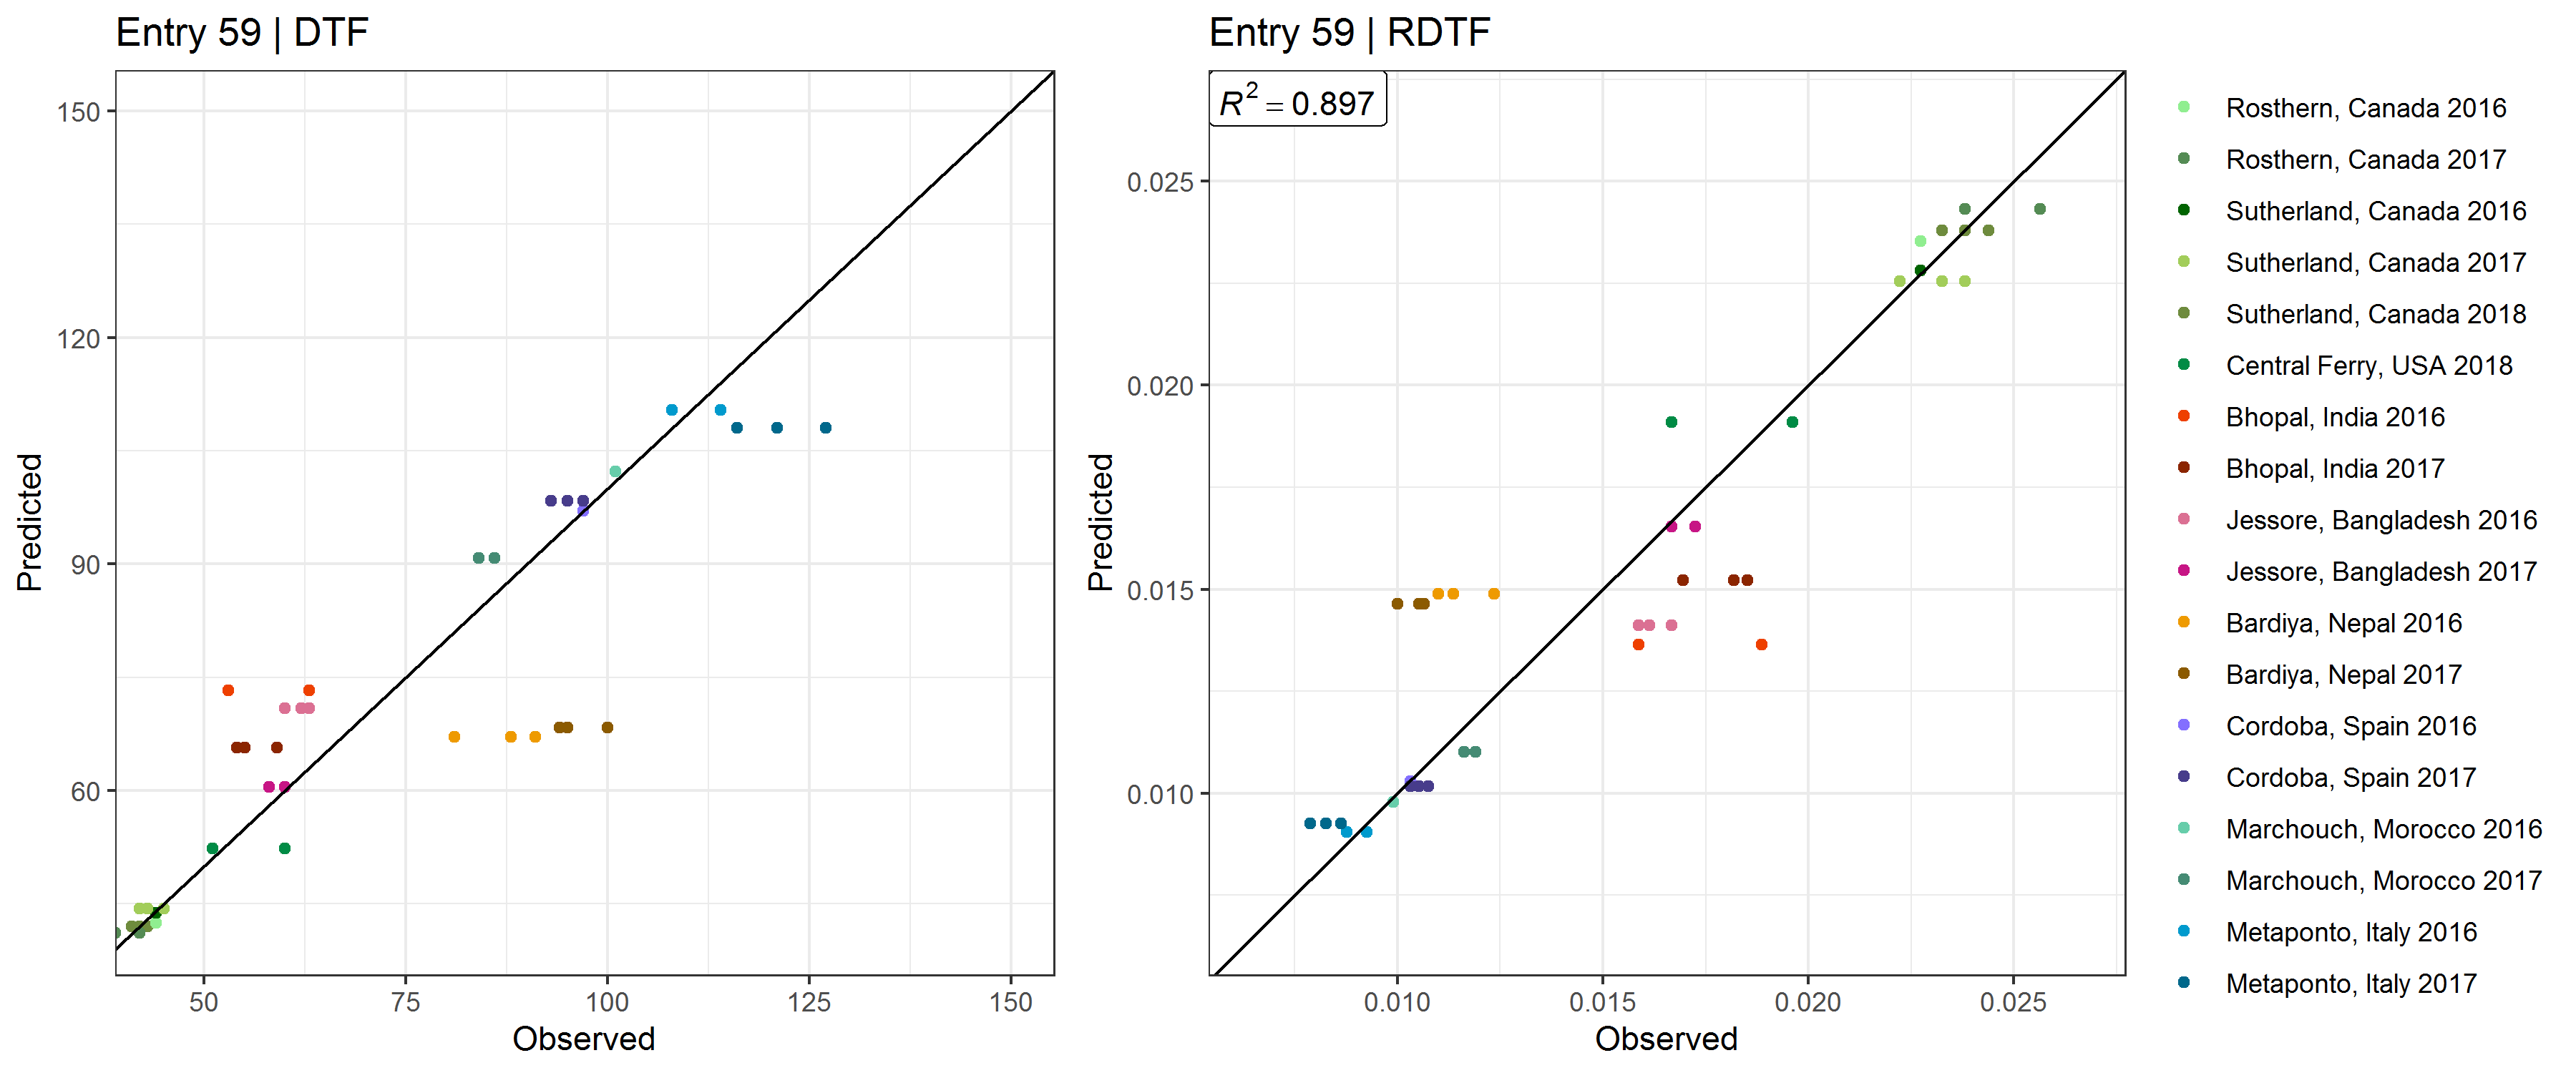 Entry 59 | DTF
150
120
90
60
Predicted
50
75
100
125
150
Observed
Entry 59 | RDTF
R² = 0.897
0.025
0.020
0.015
0.010
Predicted
0.010
0.015
0.020
0.025
Observed
Rosthern, Canada 2016
Rosthern, Canada 2017
Sutherland, Canada 2016
Sutherland, Canada 2017
Sutherland, Canada 2018
Central Ferry, USA 2018
Bhopal, India 2016
Bhopal, India 2017
Jessore, Bangladesh 2016
Jessore, Bangladesh 2017
Bardiya, Nepal 2016
Bardiya, Nepal 2017
Cordoba, Spain 2016
Cordoba, Spain 2017
Marchouch, Morocco 2016
Marchouch, Morocco 2017
Metaponto, Italy 2016
Metaponto, Italy 2017